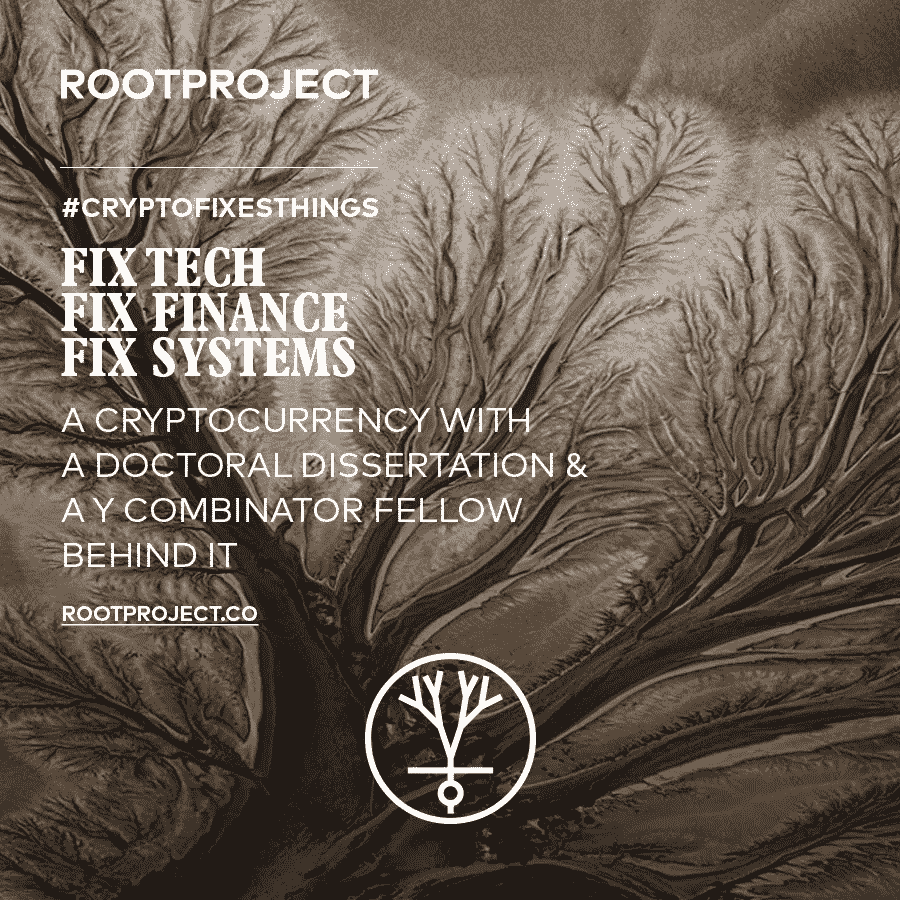 ROOTPROJECT
#CRYPTOFIXESTHINGS
FIX TECH
FIX FINANCE
FIX SYSTEMS
A CRYPTOCURRENCY WITH
A DOCTORAL DISSERTATION &
A Y COMBINATOR FELLOW
BEHIND IT
ROOTPROJECT.CO